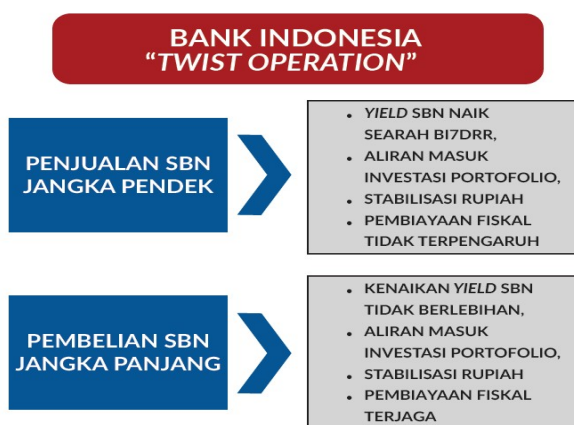 BANK INDONESIA
“TWIST OPERATION”
PENJUALAN SBN
JANGKA PENDEK
• YIELD SBN NAIK
SEARAH BI7DRR,
• ALIRAN MASUK
INVESTASI PORTOFOLIO,
• STABILISASI RUPIAH
• PEMBIAYAAN FISKAL
TIDAK TERPENGARUH
PEMBELIAN SBN
JANGKA PANJANG
• KENAIKAN YIELD SBN
TIDAK BERLEBIHAN,
• ALIRAN MASUK
INVESTASI PORTOFOLIO,
• STABILISASI RUPIAH
• PEMBIAYAAN FISKAL
TERJAGA